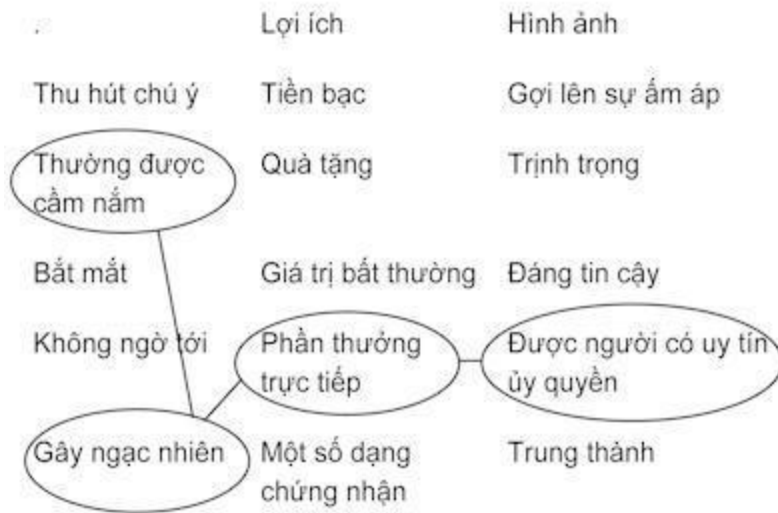 . Lợi ích Hình ảnh
Thu hút chú ý Tiền bạc Gợi lên sự ấm áp
Thường được Quà tặng Trịnh trọng
cầm nắm
Bắt mắt Giá trị bất thường Đáng tin cậy
Không ngờ tới Phần thưởng Được người có uy tín
trực tiếp ủy quyền
Gây ngạc nhiên Một số dạng Trung thành
chứng nhận